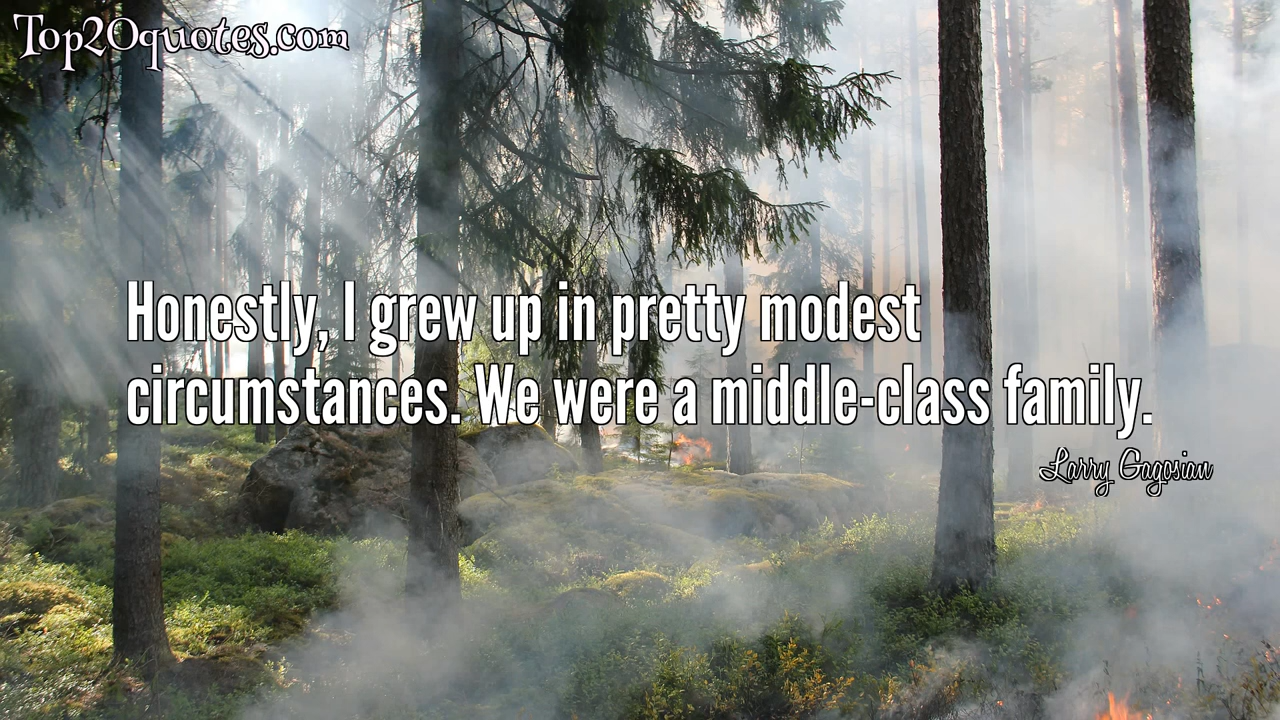 Top20quotes.com
Honestly, I grew up in pretty modest
circumstances. We were a middle-class family.
Larry Gagosian